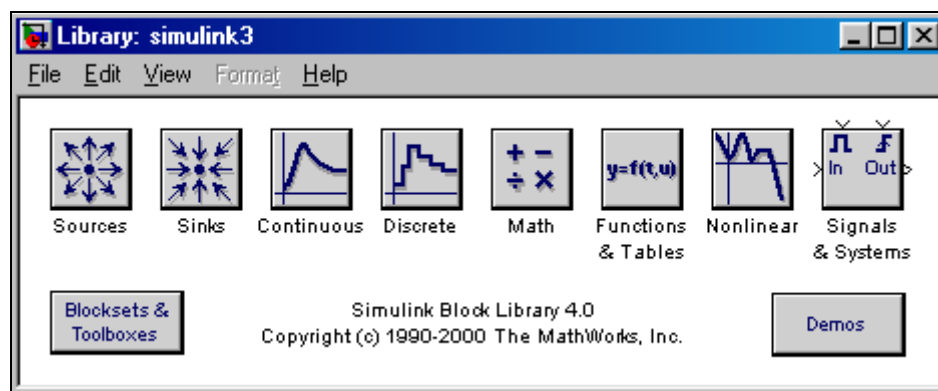 Library: simulink3
File Edit View Format Help
+ −
÷ ×
y=f(t,u)
In Out
Sources Sinks Continuous Discrete Math Functions & Tables Nonlinear Signals & Systems
Blocksets & Toolboxes
Simulink Block Library 4.0
Copyright (c) 1990-2000 The MathWorks, Inc.
Demos